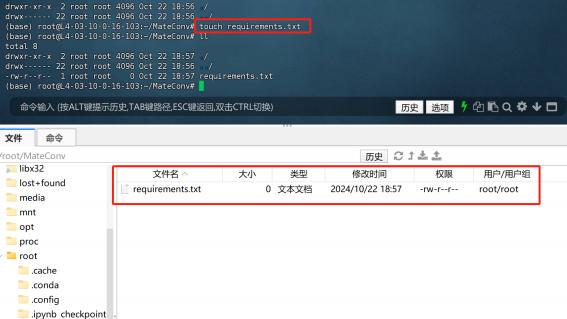 drwxr-xr-x  2 root root 4096 Oct 22 18:56 ./
drwx------ 22 root root 4096 Oct 22 18:56 ../
(base) root@L4-03-10-0-16-103:~/MateConv# touch requirements.txt
(base) root@L4-03-10-0-16-103:~/MateConv# ll
total 8
drwxr-xr-x  2 root root 4096 Oct 22 18:57 ./
drwx------ 22 root root 4096 Oct 22 18:56 ../
-rw-r--r--  1 root root    0 Oct 22 18:57 requirements.txt
(base) root@L4-03-10-0-16-103:~/MateConv#
命令输入 (按ALT键提示历史,TAB键路径,ESC键返回,双击CTRL切换) 历史 选项
文件 命令
/root/MateConv 历史
libx32
lost+found
media
mnt
opt
proc
root
.cache
.conda
.config
.ipynb_checkpoint
文件名 大小 类型 修改时间 权限 用户/用户组
requirements.txt 0 文本文档 2024/10/22 18:57 -rw-r--r-- root/root